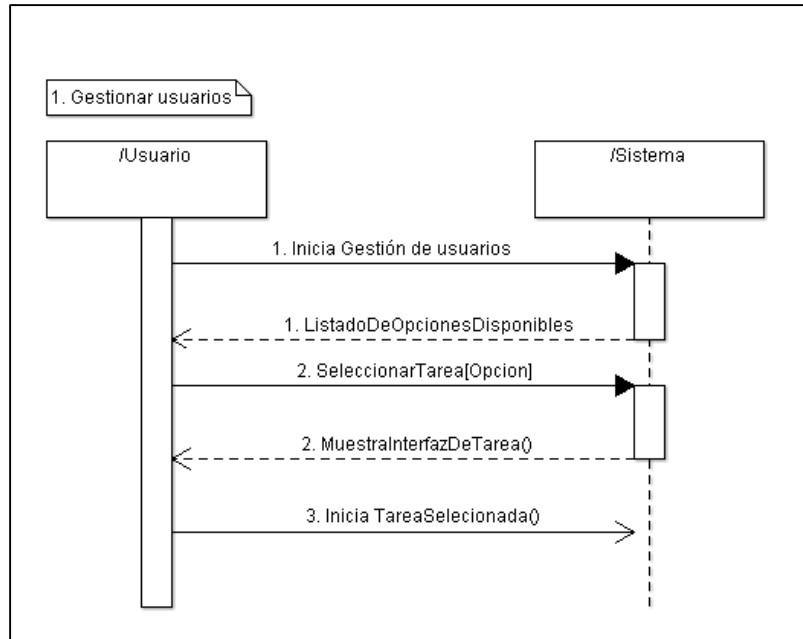 1. Gestionar usuarios
/Usuario
/Sistema
1. Inicia Gestión de usuarios
1. ListadoDeOpcionesDisponibles
2. SeleccionarTarea[Opcion]
2. MuestraInterfazDeTarea()
3. Inicia TareaSelecionada()